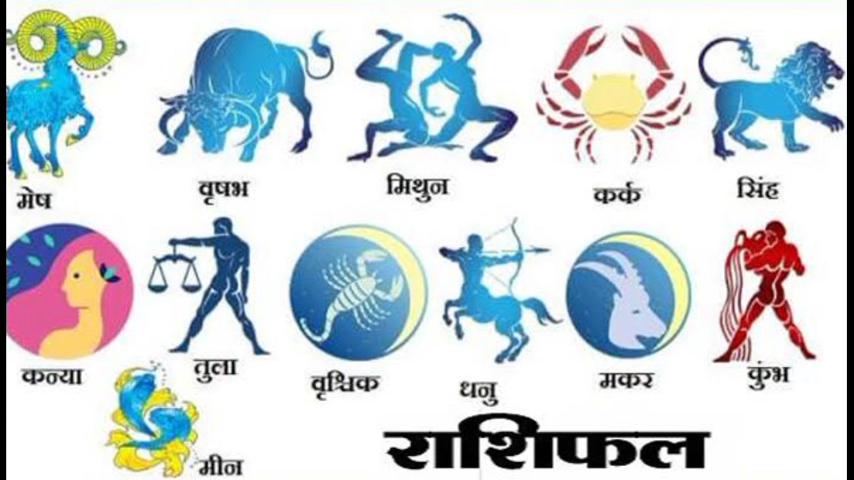 मेष
वृषभ
मिथुन
कर्क
सिंह
कन्या
तुला
वृश्चिक
धनु
मकर
कुंभ
मीन
राशिफल